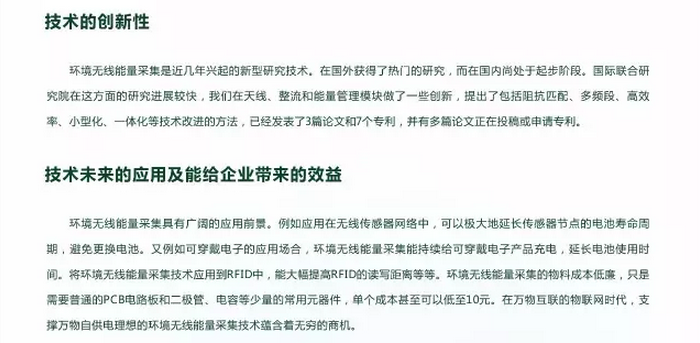 技术的创新性
环境无线能量采集是近几年兴起的新型研究技术。在国外获得了热门的研究，而在国内尚处于起步阶段。国际联合研
究院在这方面的研究进展较快，我们在天线、整流和能量管理模块做了一些创新，提出了包括阻抗匹配、多频段、高效
率、小型化、一体化等技术改进的方法，已经发表了3篇论文和7个专利，并有多篇论文正在投稿或申请专利。
技术未来的应用及能给企业带来的效益
环境无线能量采集具有广阔的应用前景。例如应用在无线传感器网络中，可以极大地延长传感器节点的电池寿命周
期，避免更换电池。又例如可穿戴电子的应用场合，环境无线能量采集能持续给可穿戴电子产品充电，延长电池使用时
间。将环境无线能量采集技术应用到RFID中，能大幅提高RFID的读写距离等等。环境无线能量采集的物料成本低廉，只是
需要普通的PCB电路板和二极管、电容等少量的常用元器件，单个成本甚至可以低至10元。在万物互联的物联网时代，支
撑万物自供电理想的环境无线能量采集技术蕴含着无穷的商机。